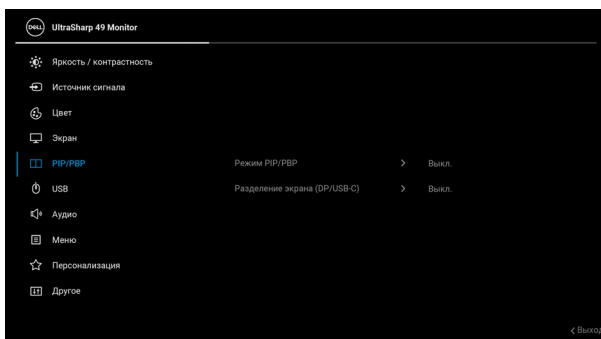 DELL UltraSharp 49 Monitor
Яркость / контрастность
Источник сигнала
Цвет
Экран
PIP/PBP Режим PIP/PBP Выкл.
USB Разделение экрана (DP/USB-C) Выкл.
Аудио
Меню
Персонализация
Другое
Выход